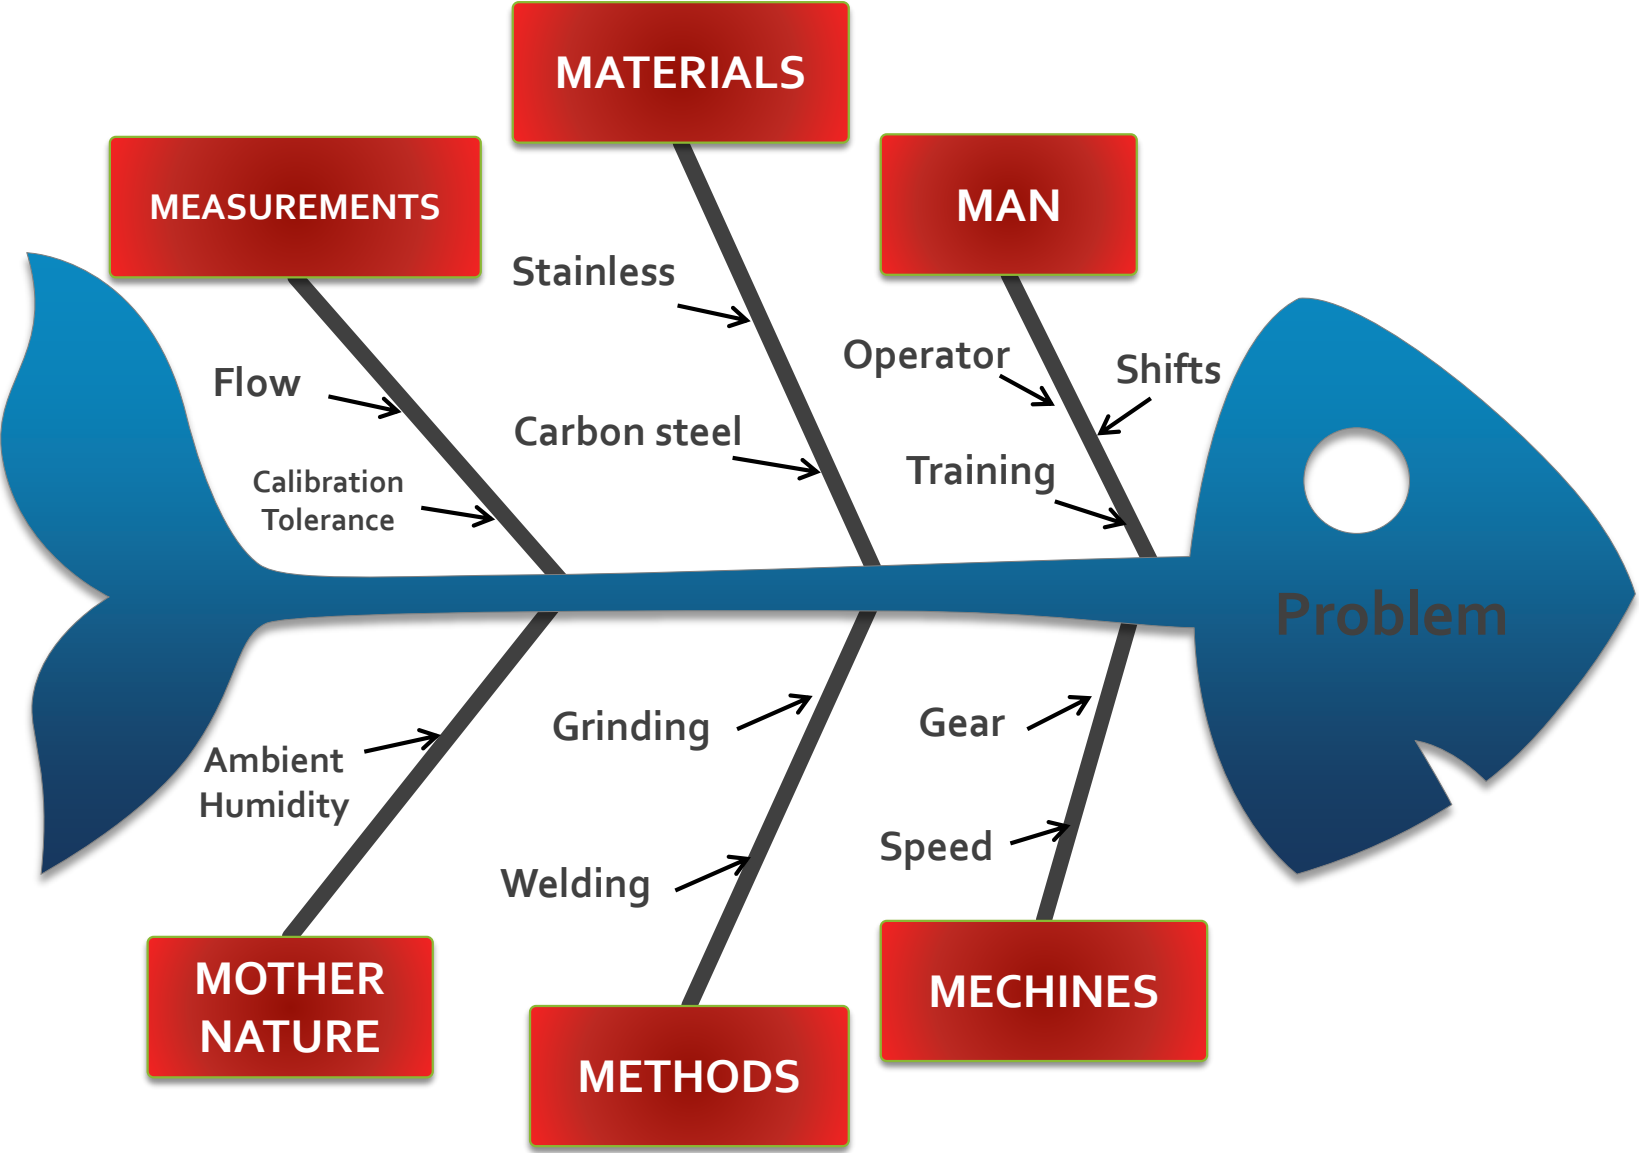 MATERIALS
MEASUREMENTS
MAN
Stainless
Operator
Shifts
Flow
Carbon steel
Training
Calibration
Tolerance
Problem
Grinding
Gear
Ambient
Humidity
Speed
Welding
MOTHER
NATURE
MECHINES
METHODS